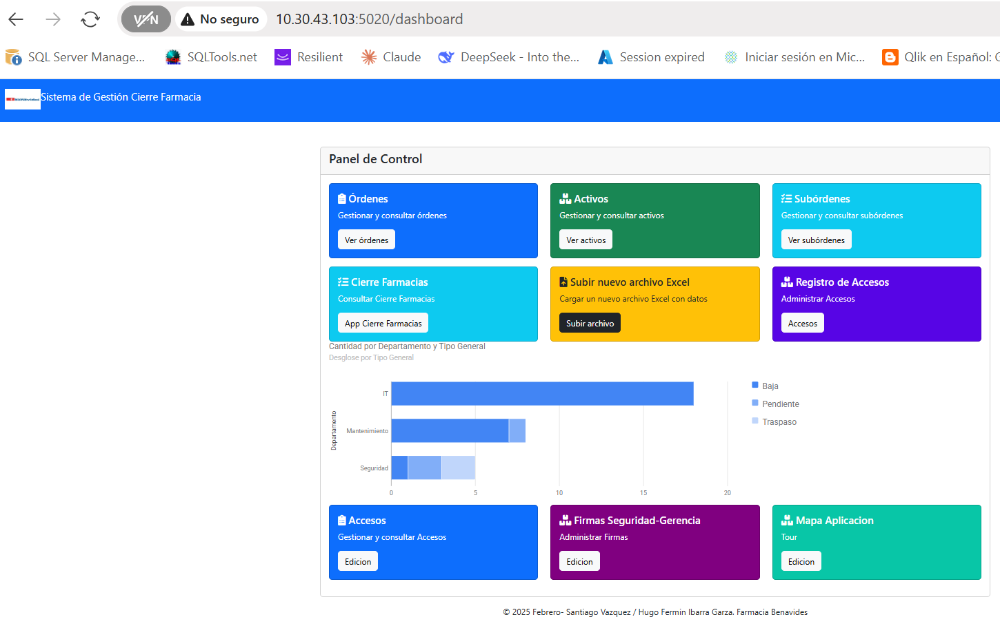 VPN
No seguro
10.30.43.103:5020/dashboard
SQL Server Manage...
SQLTools.net
Resilient
Claude
DeepSeek - Into the...
Session expired
Iniciar sesión en Mic...
Qlik en Español: G
Sistema de Gestión Cierre Farmacia
Panel de Control
Órdenes
Gestionar y consultar órdenes
Ver órdenes
Activos
Gestionar y consultar activos
Ver activos
Subórdenes
Gestionar y consultar subórdenes
Ver subórdenes
Cierre Farmacias
Consultar Cierre Farmacias
App Cierre Farmacias
Subir nuevo archivo Excel
Cargar un nuevo archivo Excel con datos
Subir archivo
Registro de Accesos
Administrar Accesos
Accesos
Cantidad por Departamento y Tipo General
Desglose por Tipo General
Departamento
IT
Mantenimiento
Seguridad
0
5
10
15
20
Baja
Pendiente
Traspaso
Accesos
Gestionar y consultar Accesos
Edicion
Firmas Seguridad-Gerencia
Administrar Firmas
Edicion
Mapa Aplicacion
Tour
Edicion
© 2025 Febrero- Santiago Vazquez / Hugo Fermin Ibarra Garza. Farmacia Benavides